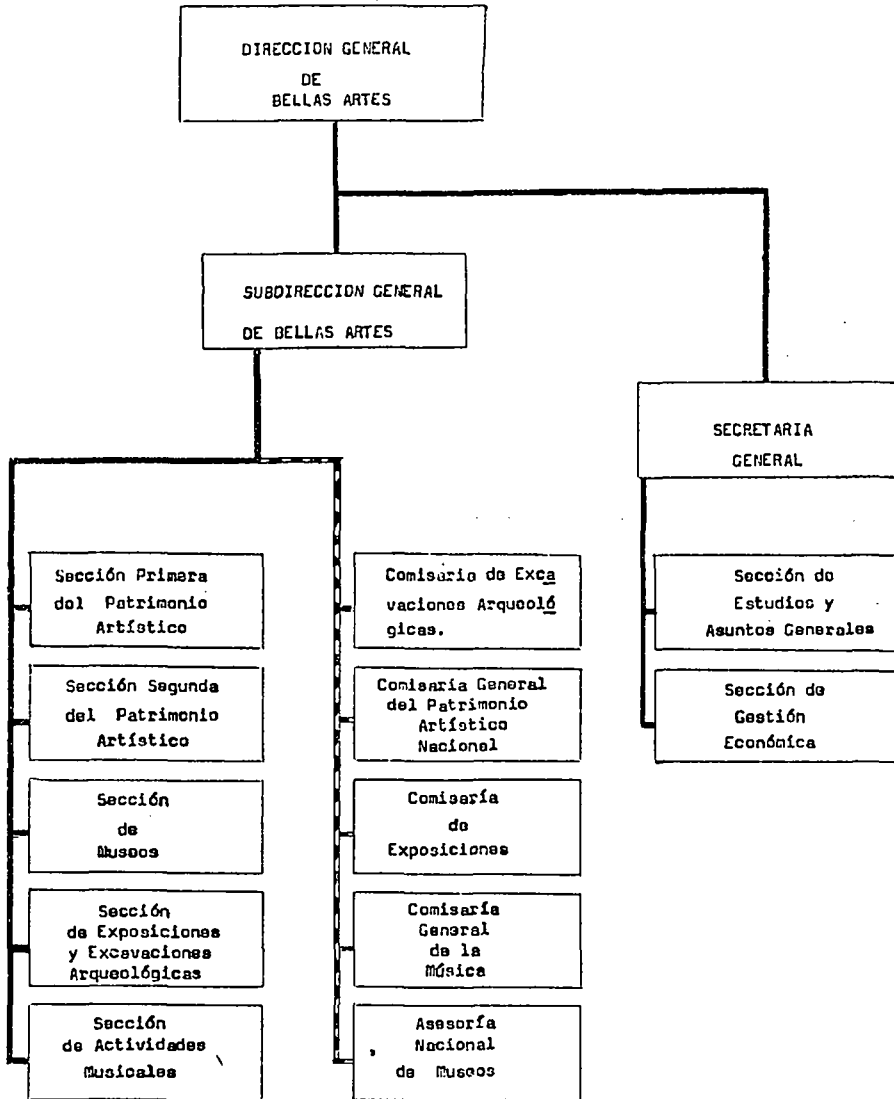 DIRECCION GENERAL
DE
BELLAS ARTES
SUBDIRECCION GENERAL
DE BELLAS ARTES
SECRETARIA
GENERAL
Sección Primera
del Patrimonio
Artístico
Sección Segunda
del Patrimonio
Artístico
Sección
de
Museos
Sección
de Exposiciones
y Excavaciones
Arqueológicas
Sección
de Actividades
Musicales
Comisaria de Exca
vaciones Arqueoló
gicas.
Comisaría General
del Patrimonio
Artístico
Nacional
Comisaría
de
Exposiciones
Comisaría
General
de la
Música
Asesoría
Nacional
de Museos
Sección de
Estudios y
Asuntos Generales
Sección de
Gestión
Económica